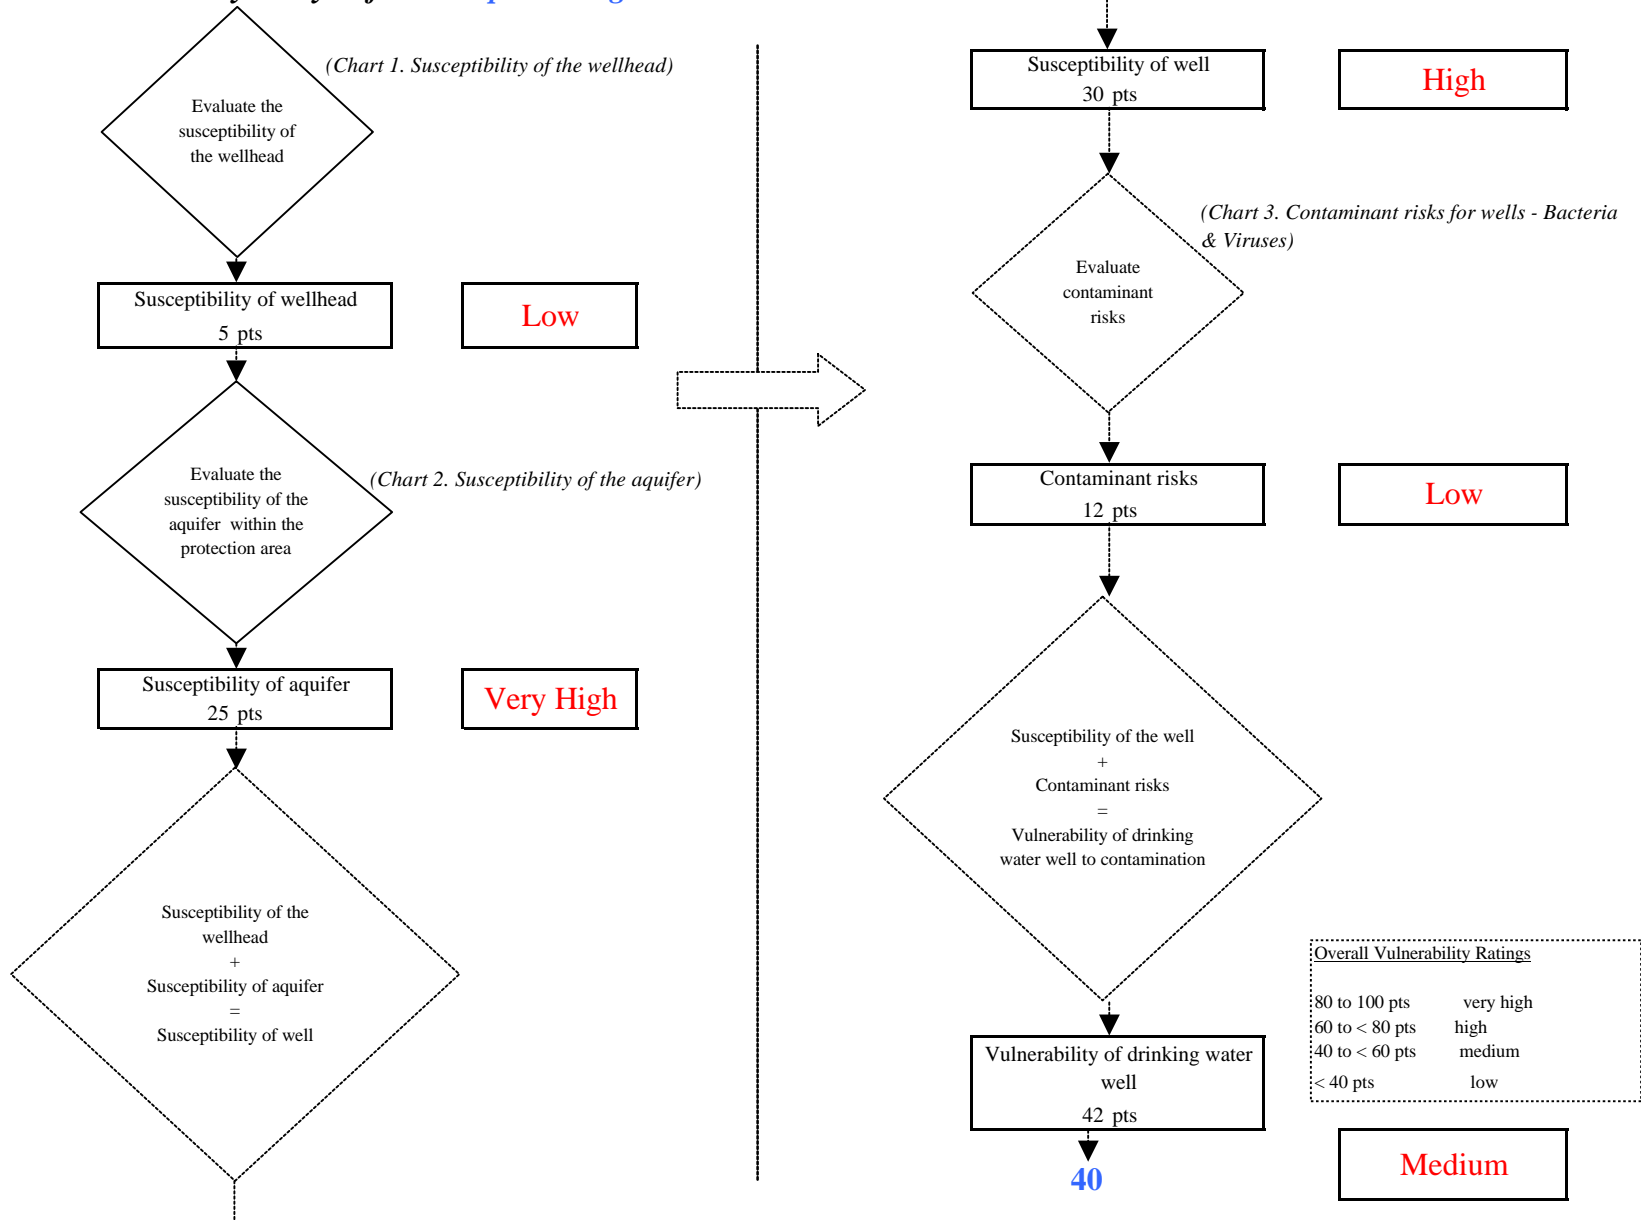 (Chart 1. Susceptibility of the wellhead)
Evaluate the
susceptibility of
the wellhead
Susceptibility of wellhead
5 pts
Low
Evaluate the
susceptibility of the
aquifer within the
protection area
(Chart 2. Susceptibility of the aquifer)
Susceptibility of aquifer
25 pts
Very High
Susceptibility of the
wellhead
+
Susceptibility of aquifer
=
Susceptibility of well
Susceptibility of well
30 pts
High
(Chart 3. Contaminant risks for wells - Bacteria
& Viruses)
Evaluate
contaminant
risks
Contaminant risks
12 pts
Low
Susceptibility of the well
+
Contaminant risks
=
Vulnerability of drinking
water well to contamination
Overall Vulnerability Ratings
80 to 100 pts very high
60 to < 80 pts high
40 to < 60 pts medium
< 40 pts low
Vulnerability of drinking water
well
42 pts
40
Medium